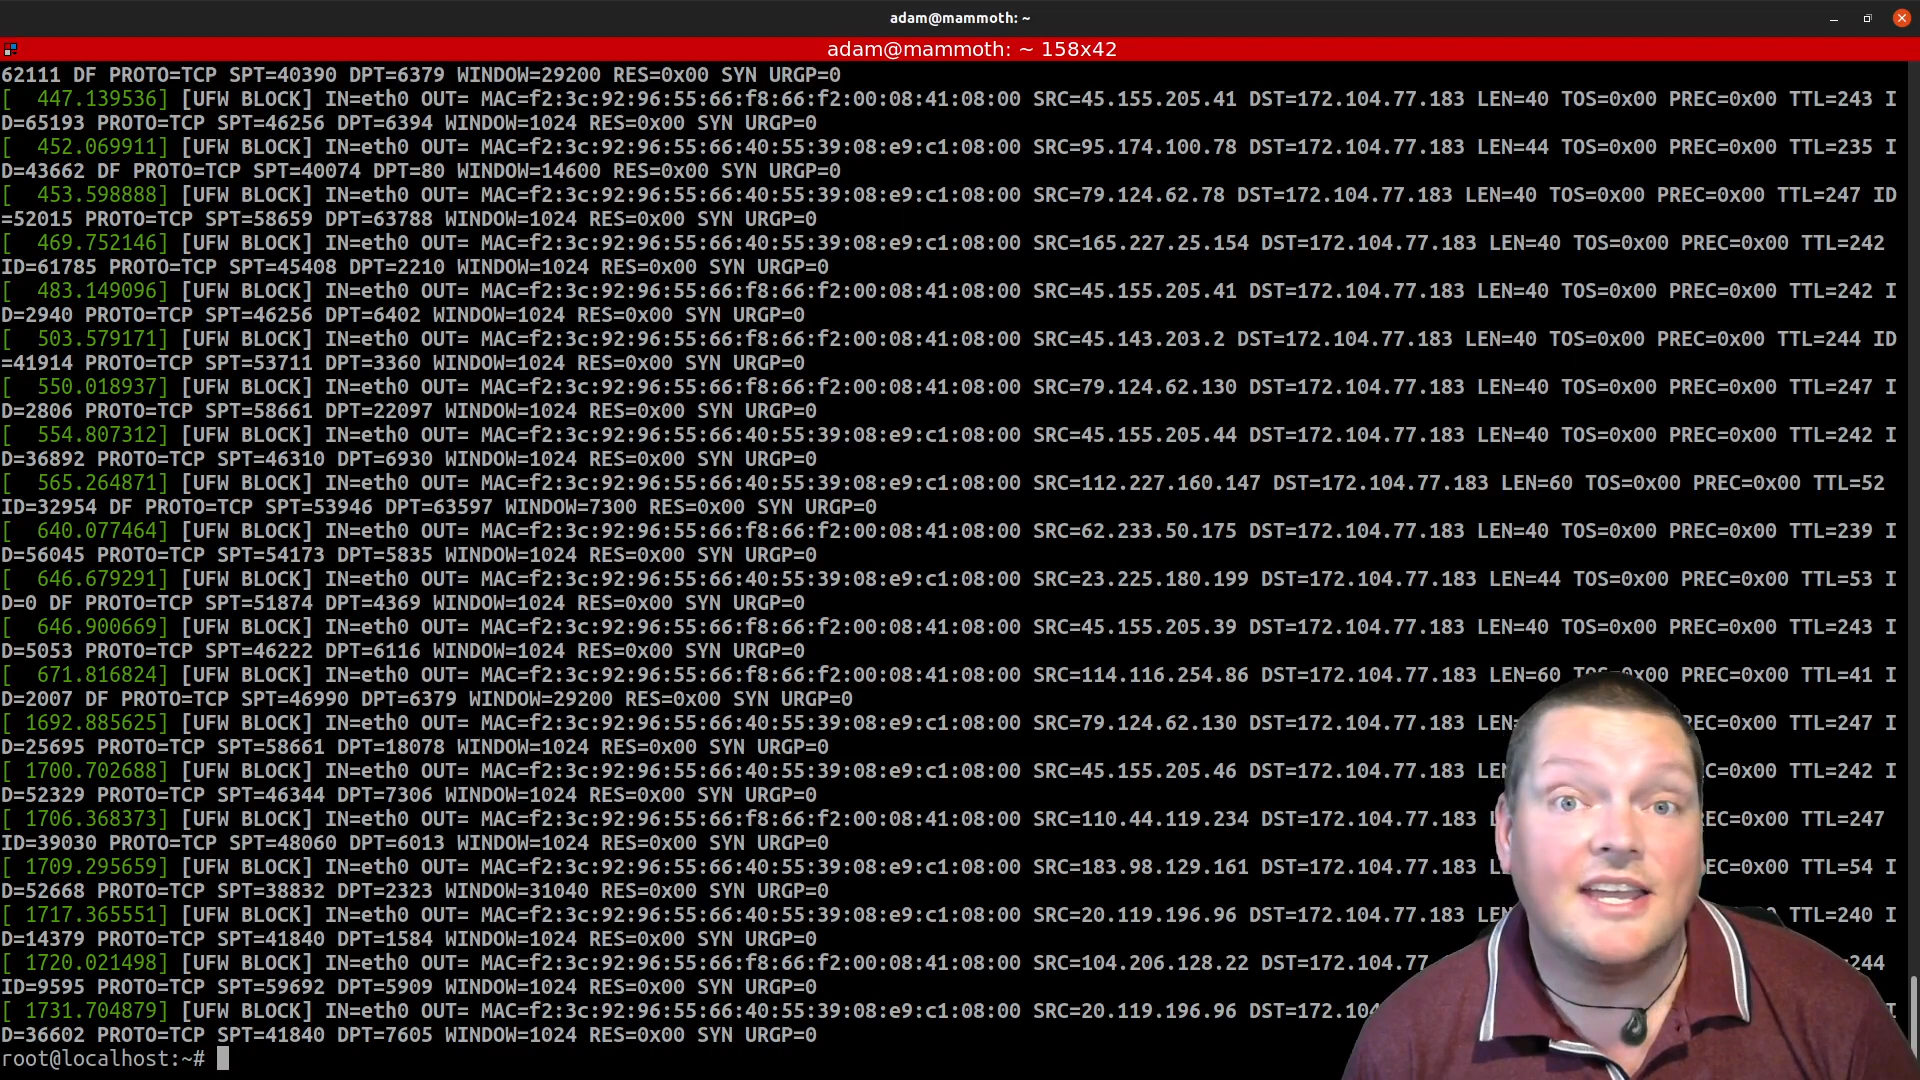 adam@mammoth: ~
adam@mammoth: ~ 158x42
62111 DF PROTO=TCP SPT=40390 DPT=6379 WINDOW=29200 RES=0x00 SYN URGP=0
[  447.139536] [UFW BLOCK] IN=eth0 OUT= MAC=f2:3c:92:96:55:66:f8:66:f2:00:08:41:08:00 SRC=45.155.205.41 DST=172.104.77.183 LEN=40 TOS=0x00 PREC=0x00 TTL=243 I
D=65193 PROTO=TCP SPT=46256 DPT=6394 WINDOW=1024 RES=0x00 SYN URGP=0
[  452.069911] [UFW BLOCK] IN=eth0 OUT= MAC=f2:3c:92:96:55:66:40:55:39:08:e9:c1:08:00 SRC=95.174.100.78 DST=172.104.77.183 LEN=44 TOS=0x00 PREC=0x00 TTL=235 I
D=43662 DF PROTO=TCP SPT=40074 DPT=80 WINDOW=14600 RES=0x00 SYN URGP=0
[  453.598888] [UFW BLOCK] IN=eth0 OUT= MAC=f2:3c:92:96:55:66:40:55:39:08:e9:c1:08:00 SRC=79.124.62.78 DST=172.104.77.183 LEN=40 TOS=0x00 PREC=0x00 TTL=247 ID
=52015 PROTO=TCP SPT=58659 DPT=63788 WINDOW=1024 RES=0x00 SYN URGP=0
[  469.752146] [UFW BLOCK] IN=eth0 OUT= MAC=f2:3c:92:96:55:66:40:55:39:08:e9:c1:08:00 SRC=165.227.25.154 DST=172.104.77.183 LEN=40 TOS=0x00 PREC=0x00 TTL=242
ID=61785 PROTO=TCP SPT=45408 DPT=2210 WINDOW=1024 RES=0x00 SYN URGP=0
[  483.149096] [UFW BLOCK] IN=eth0 OUT= MAC=f2:3c:92:96:55:66:f8:66:f2:00:08:41:08:00 SRC=45.155.205.41 DST=172.104.77.183 LEN=40 TOS=0x00 PREC=0x00 TTL=242 I
D=2940 PROTO=TCP SPT=46256 DPT=6402 WINDOW=1024 RES=0x00 SYN URGP=0
[  503.579171] [UFW BLOCK] IN=eth0 OUT= MAC=f2:3c:92:96:55:66:f8:66:f2:00:08:41:08:00 SRC=45.143.203.2 DST=172.104.77.183 LEN=40 TOS=0x00 PREC=0x00 TTL=244 ID
=41914 PROTO=TCP SPT=53711 DPT=3360 WINDOW=1024 RES=0x00 SYN URGP=0
[  550.018937] [UFW BLOCK] IN=eth0 OUT= MAC=f2:3c:92:96:55:66:f8:66:f2:00:08:41:08:00 SRC=79.124.62.130 DST=172.104.77.183 LEN=40 TOS=0x00 PREC=0x00 TTL=247 I
D=2806 PROTO=TCP SPT=58661 DPT=22097 WINDOW=1024 RES=0x00 SYN URGP=0
[  554.807312] [UFW BLOCK] IN=eth0 OUT= MAC=f2:3c:92:96:55:66:40:55:39:08:e9:c1:08:00 SRC=45.155.205.44 DST=172.104.77.183 LEN=40 TOS=0x00 PREC=0x00 TTL=242 I
D=36892 PROTO=TCP SPT=46310 DPT=6930 WINDOW=1024 RES=0x00 SYN URGP=0
[  565.264871] [UFW BLOCK] IN=eth0 OUT= MAC=f2:3c:92:96:55:66:40:55:39:08:e9:c1:08:00 SRC=112.227.160.147 DST=172.104.77.183 LEN=60 TOS=0x00 PREC=0x00 TTL=52
ID=32954 DF PROTO=TCP SPT=53946 DPT=63597 WINDOW=7300 RES=0x00 SYN URGP=0
[  640.077464] [UFW BLOCK] IN=eth0 OUT= MAC=f2:3c:92:96:55:66:f8:66:f2:00:08:41:08:00 SRC=62.233.50.175 DST=172.104.77.183 LEN=40 TOS=0x00 PREC=0x00 TTL=239 I
D=56045 PROTO=TCP SPT=54173 DPT=5835 WINDOW=1024 RES=0x00 SYN URGP=0
[  646.679291] [UFW BLOCK] IN=eth0 OUT= MAC=f2:3c:92:96:55:66:40:55:39:08:e9:c1:08:00 SRC=23.225.180.199 DST=172.104.77.183 LEN=44 TOS=0x00 PREC=0x00 TTL=53 I
D=0 DF PROTO=TCP SPT=51874 DPT=4369 WINDOW=1024 RES=0x00 SYN URGP=0
[  646.900669] [UFW BLOCK] IN=eth0 OUT= MAC=f2:3c:92:96:55:66:f8:66:f2:00:08:41:08:00 SRC=45.155.205.39 DST=172.104.77.183 LEN=40 TOS=0x00 PREC=0x00 TTL=243 I
D=5053 PROTO=TCP SPT=46222 DPT=6116 WINDOW=1024 RES=0x00 SYN URGP=0
[  671.816824] [UFW BLOCK] IN=eth0 OUT= MAC=f2:3c:92:96:55:66:f8:66:f2:00:08:41:08:00 SRC=114.116.254.86 DST=172.104.77.183 LEN=60 TOS=0x00 PREC=0x00 TTL=41 I
D=2007 DF PROTO=TCP SPT=46990 DPT=6379 WINDOW=29200 RES=0x00 SYN URGP=0
[ 1692.885625] [UFW BLOCK] IN=eth0 OUT= MAC=f2:3c:92:96:55:66:40:55:39:08:e9:c1:08:00 SRC=79.124.62.130 DST=172.104.77.183 TTL=247 I
D=25695 PROTO=TCP SPT=58661 DPT=18078 WINDOW=1024 RES=0x00 SYN URGP=0
[ 1700.702688] [UFW BLOCK] IN=eth0 OUT= MAC=f2:3c:92:96:55:66:40:55:39:08:e9:c1:08:00 SRC=45.155.205.46 DST=172.104.77.183 TTL=242 I
D=52329 PROTO=TCP SPT=46344 DPT=7306 WINDOW=1024 RES=0x00 SYN URGP=0
[ 1706.368373] [UFW BLOCK] IN=eth0 OUT= MAC=f2:3c:92:96:55:66:f8:66:f2:00:08:41:08:00 SRC=110.44.119.234 DST=172.104.77.183 TTL=247
ID=39030 PROTO=TCP SPT=48060 DPT=6013 WINDOW=1024 RES=0x00 SYN URGP=0
[ 1709.295659] [UFW BLOCK] IN=eth0 OUT= MAC=f2:3c:92:96:55:66:40:55:39:08:e9:c1:08:00 SRC=183.98.129.161 DST=172.104.77.183 TTL=54 I
D=52668 PROTO=TCP SPT=38832 DPT=2323 WINDOW=31040 RES=0x00 SYN URGP=0
[ 1717.365551] [UFW BLOCK] IN=eth0 OUT= MAC=f2:3c:92:96:55:66:40:55:39:08:e9:c1:08:00 SRC=20.119.196.96 DST=172.104.77.183 TTL=240 I
D=14379 PROTO=TCP SPT=41840 DPT=1584 WINDOW=1024 RES=0x00 SYN URGP=0
[ 1720.021498] [UFW BLOCK] IN=eth0 OUT= MAC=f2:3c:92:96:55:66:f8:66:f2:00:08:41:08:00 SRC=104.206.128.22
ID=9595 PROTO=TCP SPT=59692 DPT=5909 WINDOW=1024 RES=0x00 SYN URGP=0
[ 1731.704879] [UFW BLOCK] IN=eth0 OUT= MAC=f2:3c:92:96:55:66:40:55:39:08:e9:c1:08:00 SRC=20.119.196.96 I
D=36602 PROTO=TCP SPT=41840 DPT=7605 WINDOW=1024 RES=0x00 SYN URGP=0
root@localhost:~#